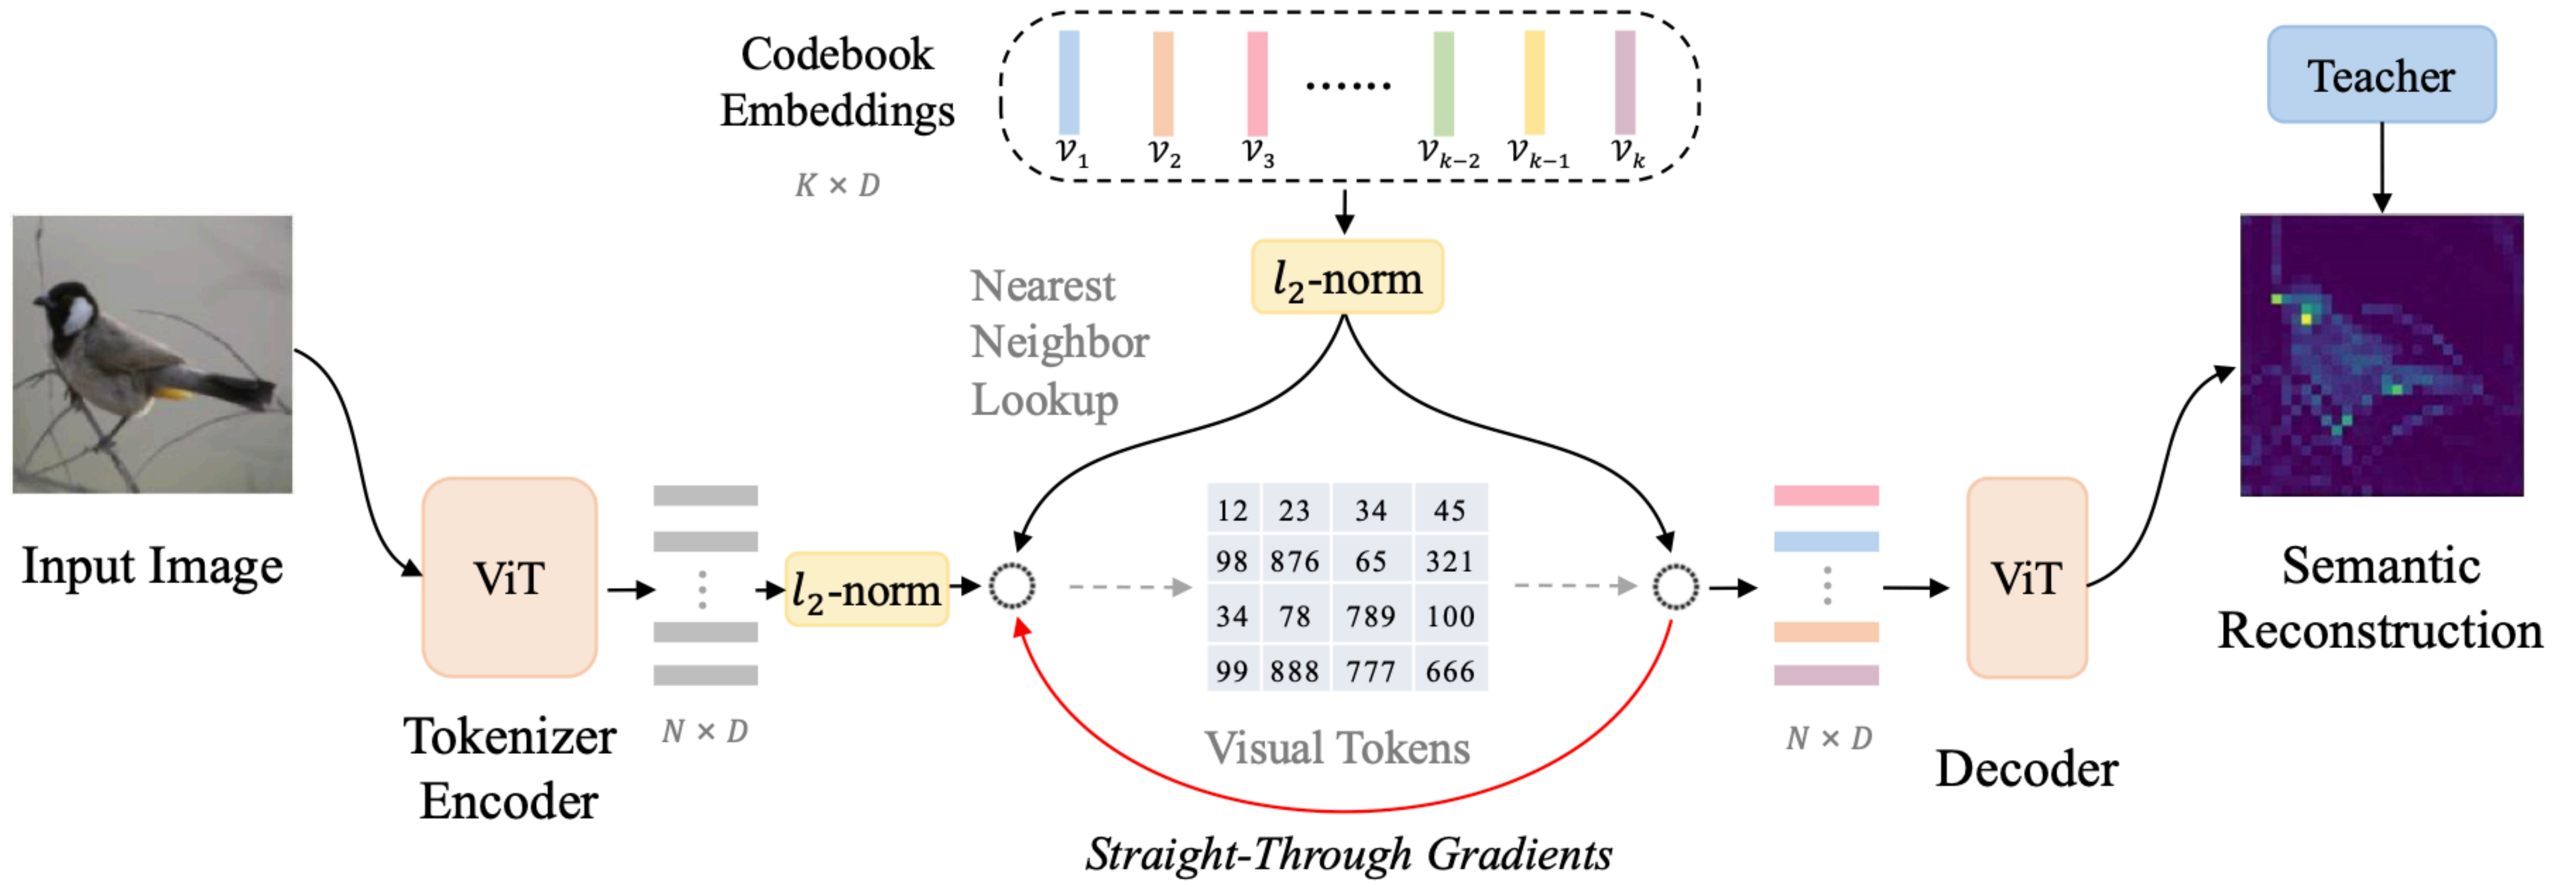 Codebook
Embeddings
K × D
𝒱₁ 𝒱₂ 𝒱₃ ...... 𝒱ₖ₋₂ 𝒱ₖ₋₁ 𝒱ₖ
Teacher
l₂-norm
Nearest
Neighbor
Lookup
Input Image
ViT
Tokenizer
Encoder
N × D
l₂-norm
12 23 34 45
98 876 65 321
34 78 789 100
99 888 777 666
Visual Tokens
Straight-Through Gradients
N × D
ViT
Decoder
Semantic
Reconstruction